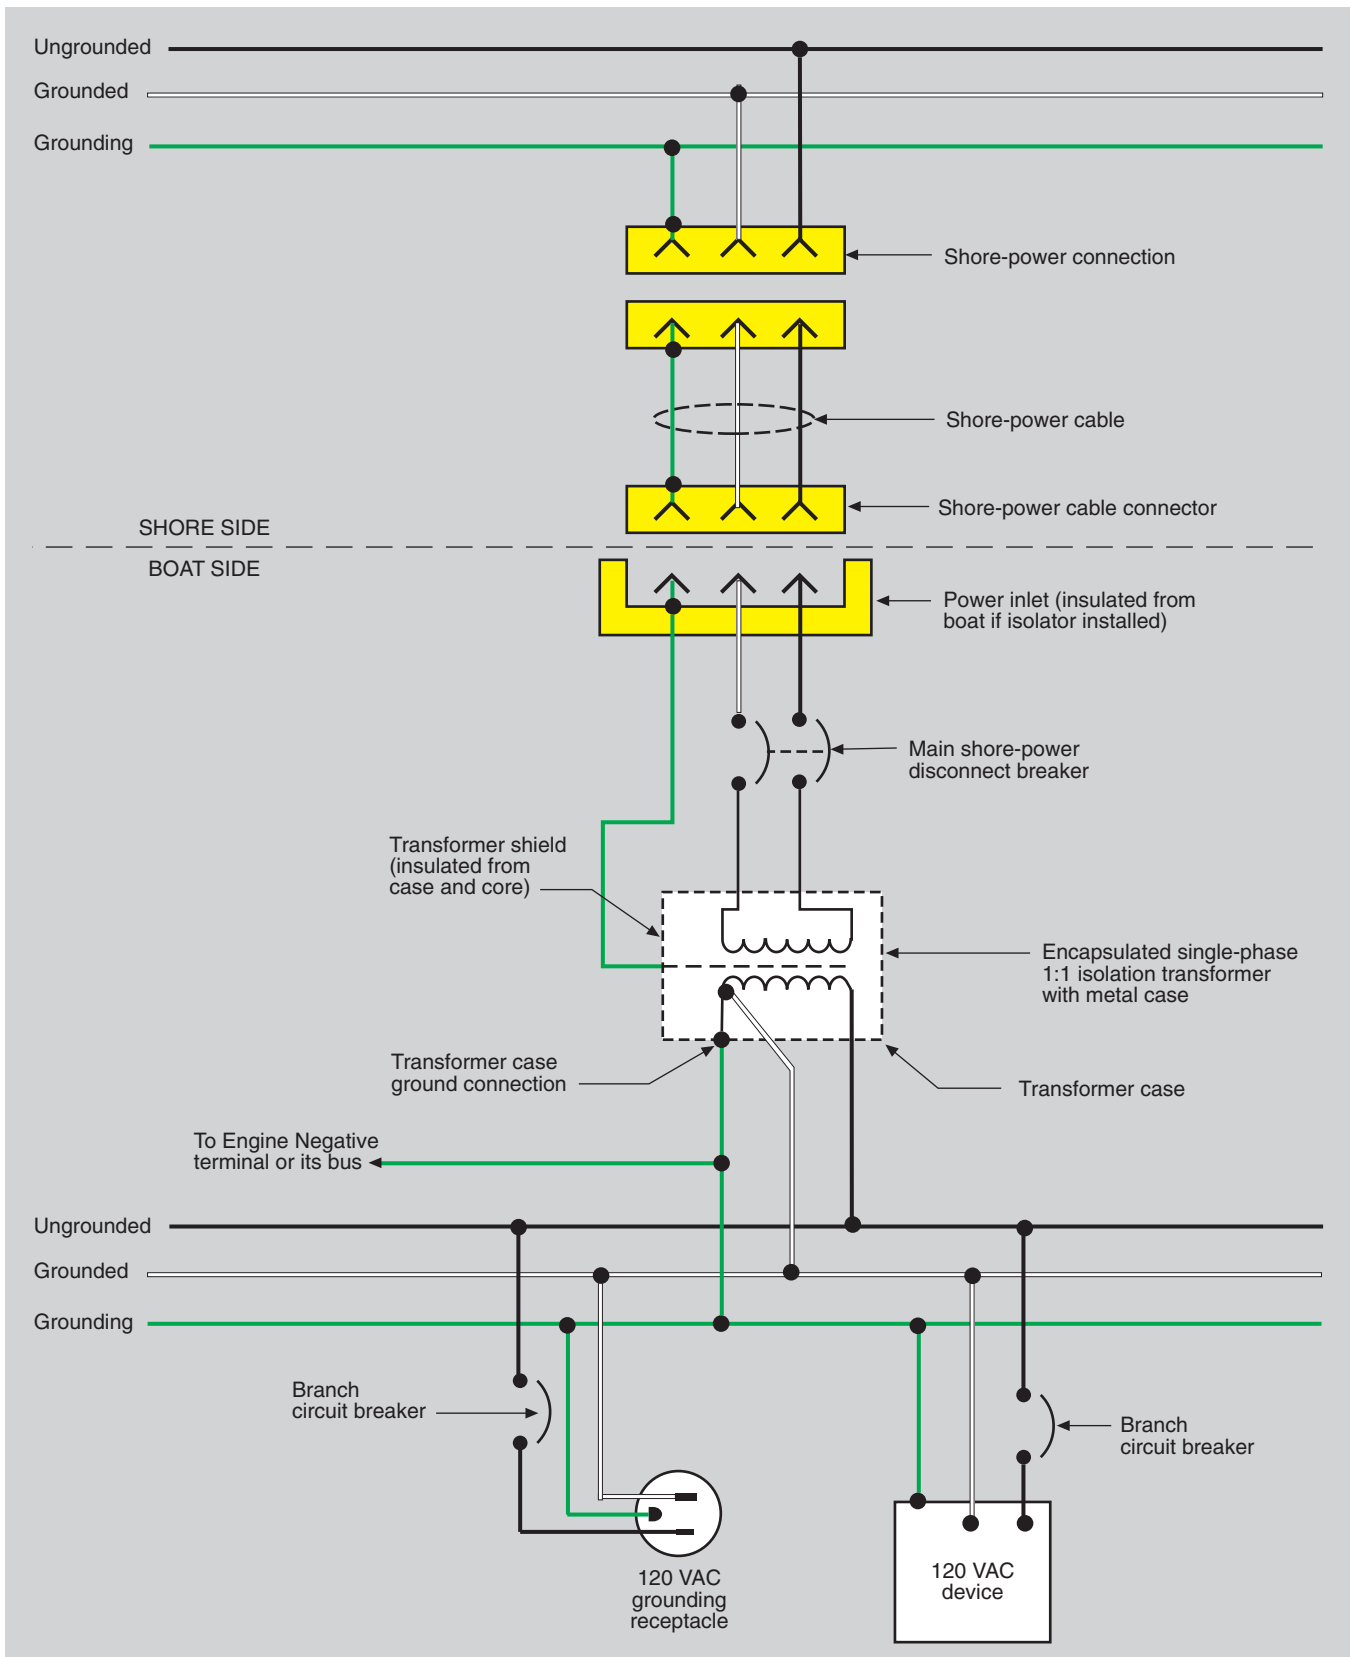 Ungrounded
Grounded
Grounding
Shore-power connection
Shore-power cable
Shore-power cable connector
SHORE SIDE
BOAT SIDE
Power inlet (insulated from
boat if isolator installed)
Main shore-power
disconnect breaker
Transformer shield
(insulated from
case and core)
Encapsulated single-phase
1:1 isolation transformer
with metal case
Transformer case
ground connection
Transformer case
To Engine Negative
terminal or its bus
Ungrounded
Grounded
Grounding
Branch
circuit breaker
Branch
circuit breaker
120 VAC
grounding
receptacle
120 VAC
device